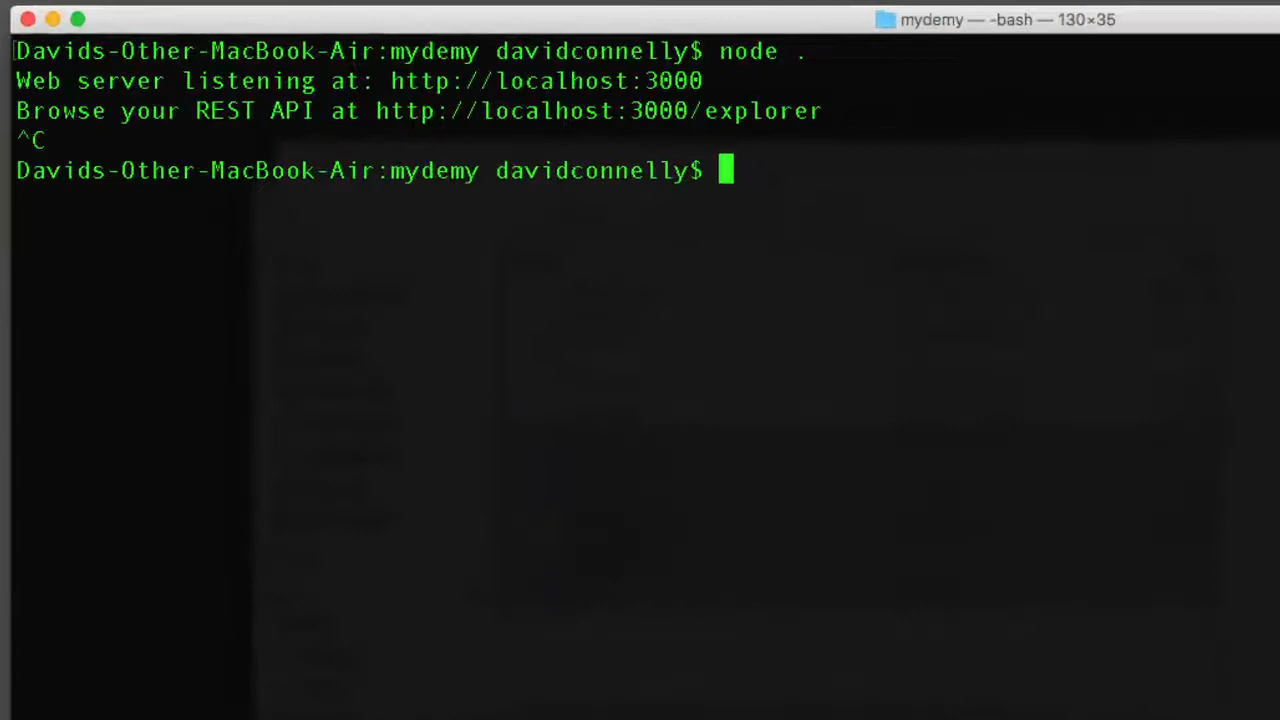 mydemy — -bash — 130×35
Davids-Other-MacBook-Air:mydemy davidconnelly$ node .
Web server listening at: http://localhost:3000
Browse your REST API at http://localhost:3000/explorer
^C
Davids-Other-MacBook-Air:mydemy davidconnelly$